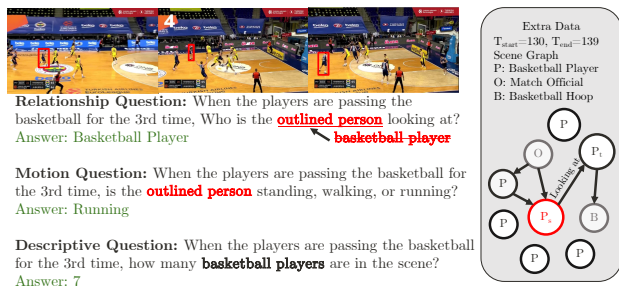 4
Relationship Question: When the players are passing the
basketball for the 3rd time, Who is the outlined person looking at?
Answer: Basketball Player
basketball player
Motion Question: When the players are passing the basketball for
the 3rd time, is the outlined person standing, walking, or running?
Answer: Running
Descriptive Question: When the players are passing the basketball
for the 3rd time, how many basketball players are in the scene?
Answer: 7
Extra Data
Tstart=130, Tend=139
Scene Graph
P: Basketball Player
O: Match Official
B: Basketball Hoop
P
O
Pt
P
Looking at
Ps
B
P
P
P